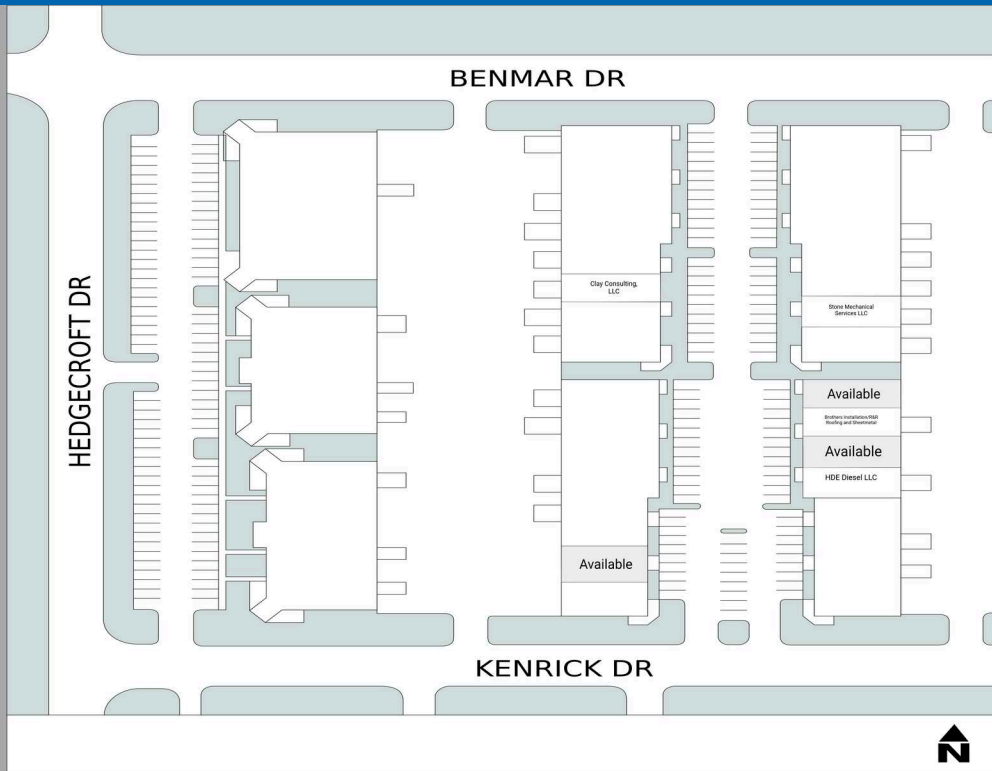 BENMAR DR
HEDGECROFT DR
Clay Consulting,
LLC
Stone Mechanical
Services LLC
Available
Brothers Installation/R&R
Roofing and Sheetmetal
Available
HDE Diesel LLC
Available
KENRICK DR
N